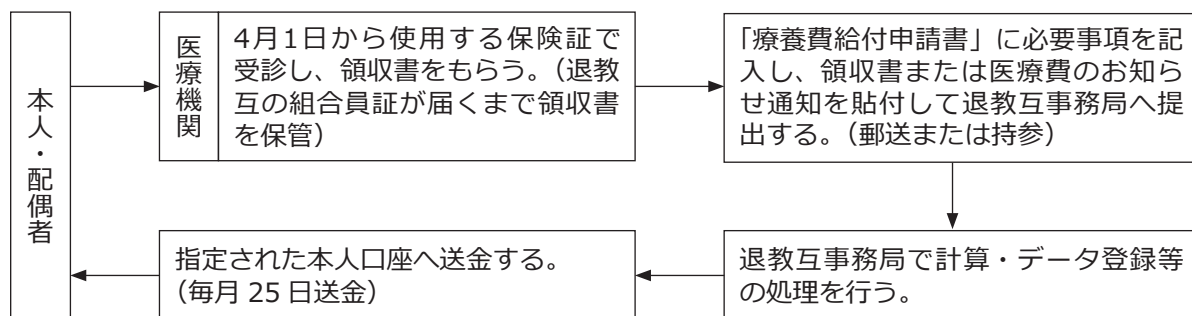 本人・配偶者
医療機関
4月1日から使用する保険証で
受診し、領収書をもらう。（退教
互の組合員証が届くまで領収書
を保管）
「療養費給付申請書」に必要事項を記
入し、領収書または医療費のお知ら
せ通知を貼付して退教互事務局へ提
出する。（郵送または持参）
退教互事務局で計算・データ登録等
の処理を行う。
指定された本人口座へ送金する。
（毎月 25 日送金）